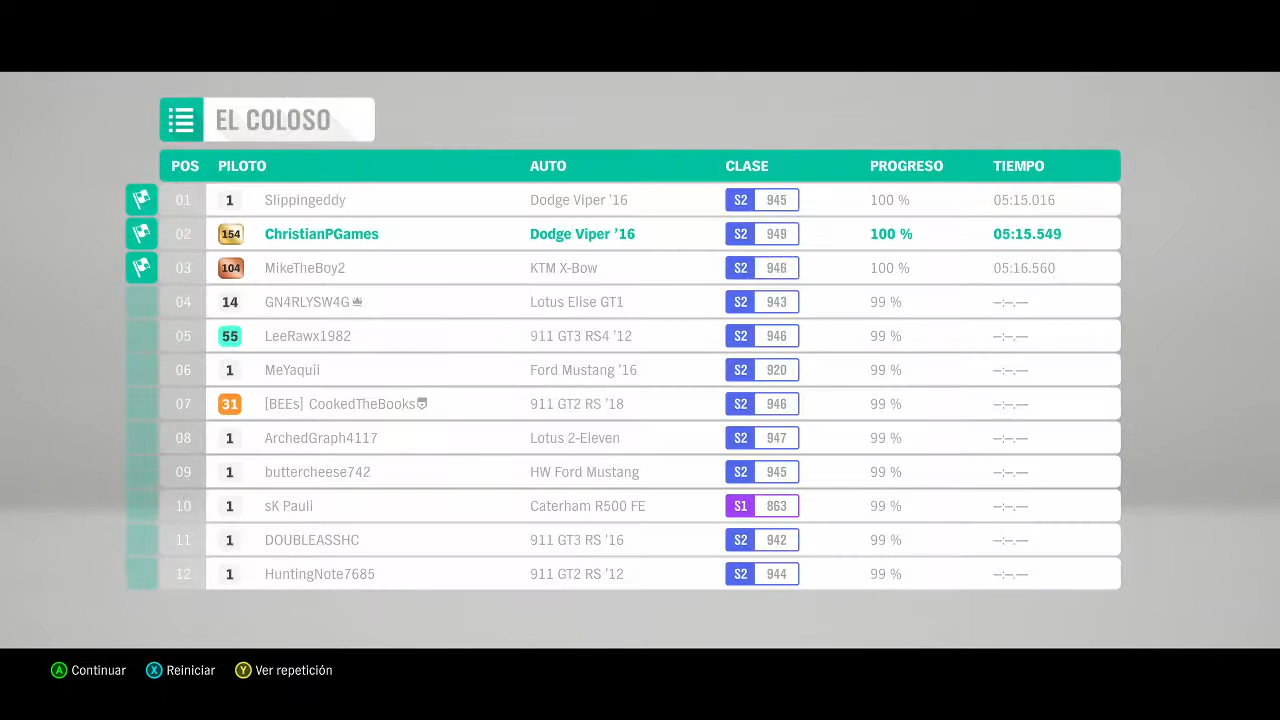 EL COLOSO
POS PILOTO AUTO CLASE PROGRESO TIEMPO
01 1 Slippingeddy Dodge Viper '16 S2 945 100 % 05:15.016
02 154 ChristianPGames Dodge Viper '16 S2 949 100 % 05:15.549
03 104 MikeTheBoy2 KTM X-Bow S2 946 100 % 05:16.560
04 14 GN4RLYSW4G Lotus Elise GT1 S2 943 99 % --:--.---
05 55 LeeRawx1982 911 GT3 RS4 '12 S2 946 99 % --:--.---
06 1 MeYaquii Ford Mustang '16 S2 920 99 % --:--.---
07 31 [BEEs] CookedTheBooks 911 GT2 RS '18 S2 946 99 % --:--.---
08 1 ArchedGraph4117 Lotus 2-Eleven S2 947 99 % --:--.---
09 1 buttercheese742 HW Ford Mustang S2 945 99 % --:--.---
10 1 sK Pauli Caterham R500 FE S1 863 99 % --:--.---
11 1 DOUBLEASSHC 911 GT3 RS '16 S2 942 99 % --:--.---
12 1 HuntingNote7685 911 GT2 RS '12 S2 944 99 % --:--.---
A Continuar X Reiniciar Y Ver repetición